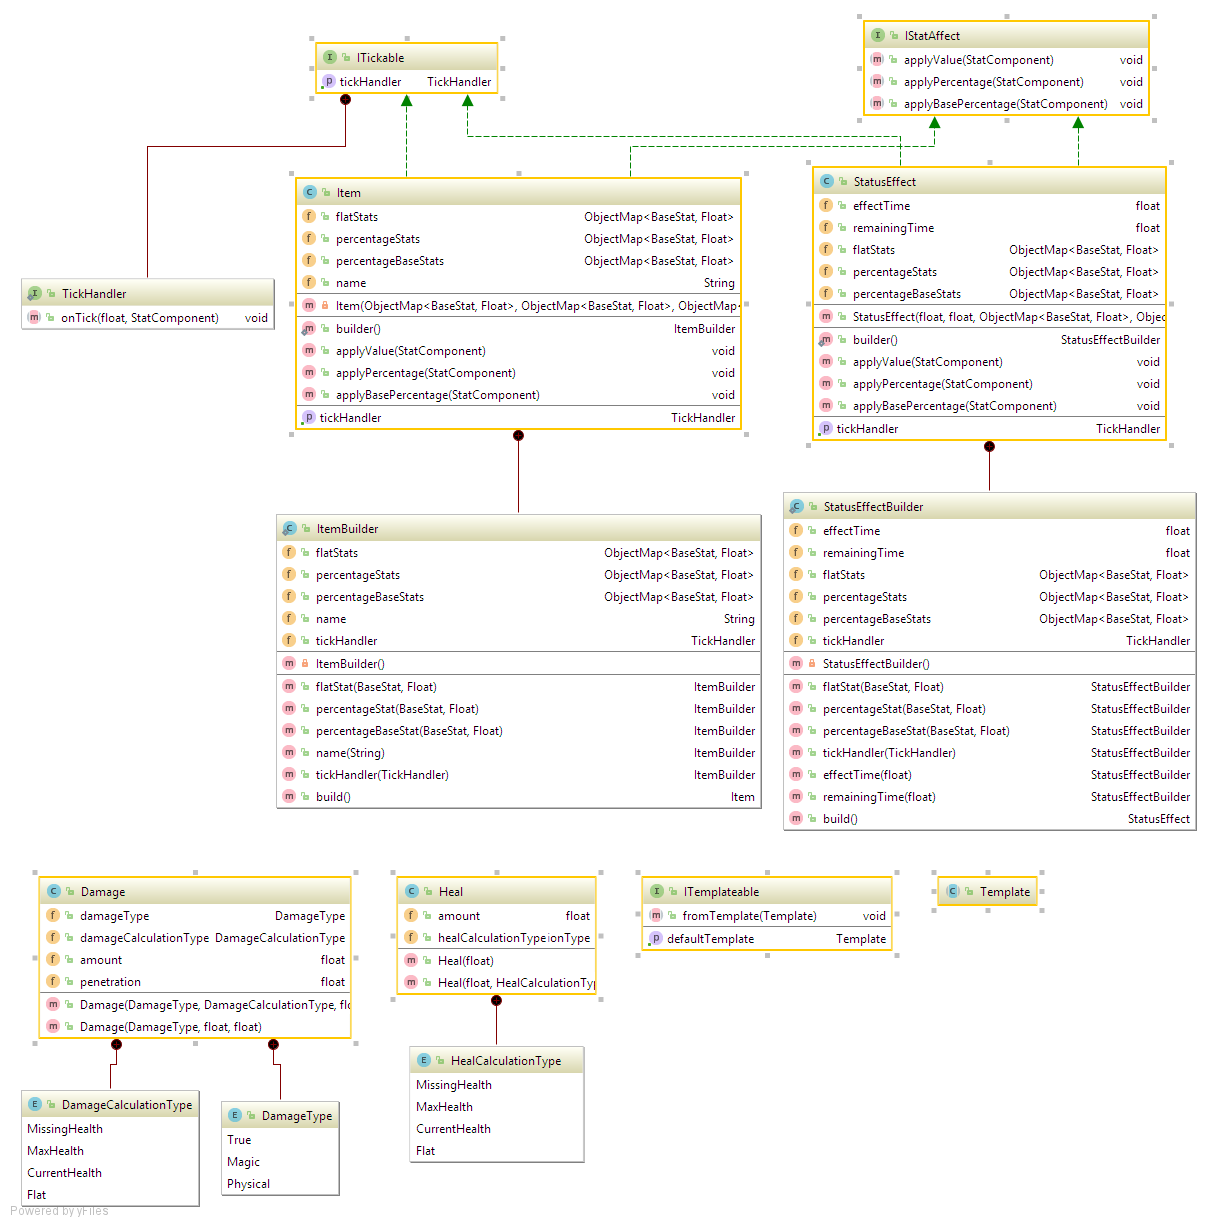 ITickable
tickHandler TickHandler
IStatAffect
applyValue(StatComponent) void
applyPercentage(StatComponent) void
applyBasePercentage(StatComponent) void
TickHandler
onTick(float, StatComponent) void
Item
flatStats ObjectMap<BaseStat, Float>
percentageStats ObjectMap<BaseStat, Float>
percentageBaseStats ObjectMap<BaseStat, Float>
name String
Item(ObjectMap<BaseStat, Float>, ObjectMap<BaseStat, Float>, ObjectMap<
builder() ItemBuilder
applyValue(StatComponent) void
applyPercentage(StatComponent) void
applyBasePercentage(StatComponent) void
tickHandler TickHandler
StatusEffect
effectTime float
remainingTime float
flatStats ObjectMap<BaseStat, Float>
percentageStats ObjectMap<BaseStat, Float>
percentageBaseStats ObjectMap<BaseStat, Float>
StatusEffect(float, float, ObjectMap<BaseStat, Float>, Objec
builder() StatusEffectBuilder
applyValue(StatComponent) void
applyPercentage(StatComponent) void
applyBasePercentage(StatComponent) void
tickHandler TickHandler
ItemBuilder
flatStats ObjectMap<BaseStat, Float>
percentageStats ObjectMap<BaseStat, Float>
percentageBaseStats ObjectMap<BaseStat, Float>
name String
tickHandler TickHandler
ItemBuilder()
flatStat(BaseStat, Float) ItemBuilder
percentageStat(BaseStat, Float) ItemBuilder
percentageBaseStat(BaseStat, Float) ItemBuilder
name(String) ItemBuilder
tickHandler(TickHandler) ItemBuilder
build() Item
StatusEffectBuilder
effectTime float
remainingTime float
flatStats ObjectMap<BaseStat, Float>
percentageStats ObjectMap<BaseStat, Float>
percentageBaseStats ObjectMap<BaseStat, Float>
tickHandler TickHandler
StatusEffectBuilder()
flatStat(BaseStat, Float) StatusEffectBuilder
percentageStat(BaseStat, Float) StatusEffectBuilder
percentageBaseStat(BaseStat, Float) StatusEffectBuilder
tickHandler(TickHandler) StatusEffectBuilder
effectTime(float) StatusEffectBuilder
remainingTime(float) StatusEffectBuilder
build() StatusEffect
Damage
damageType DamageType
damageCalculationType DamageCalculationType
amount float
penetration float
Damage(DamageType, DamageCalculationType, flo
Damage(DamageType, float, float)
Heal
amount float
healCalculationType ionType
Heal(float)
Heal(float, HealCalculationTyp
ITemplateable
fromTemplate(Template) void
defaultTemplate Template
Template
DamageCalculationType
MissingHealth
MaxHealth
CurrentHealth
Flat
DamageType
True
Magic
Physical
HealCalculationType
MissingHealth
MaxHealth
CurrentHealth
Flat
Powered by yFiles